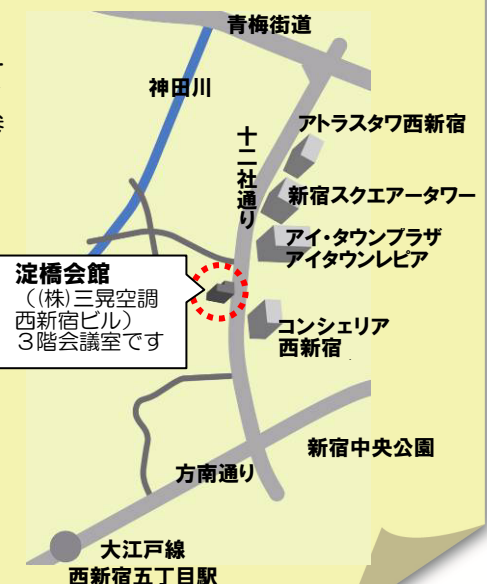 青梅街道
神田川
十二社通り
アトラスタワ西新宿
新宿スクエアータワー
アイ・タウンプラザ
アイタウンレピア
淀橋会館
（(株)三晃空調
西新宿ビル）
３階会議室です
コンシェリア
西新宿
新宿中央公園
方南通り
大江戸線
西新宿五丁目駅